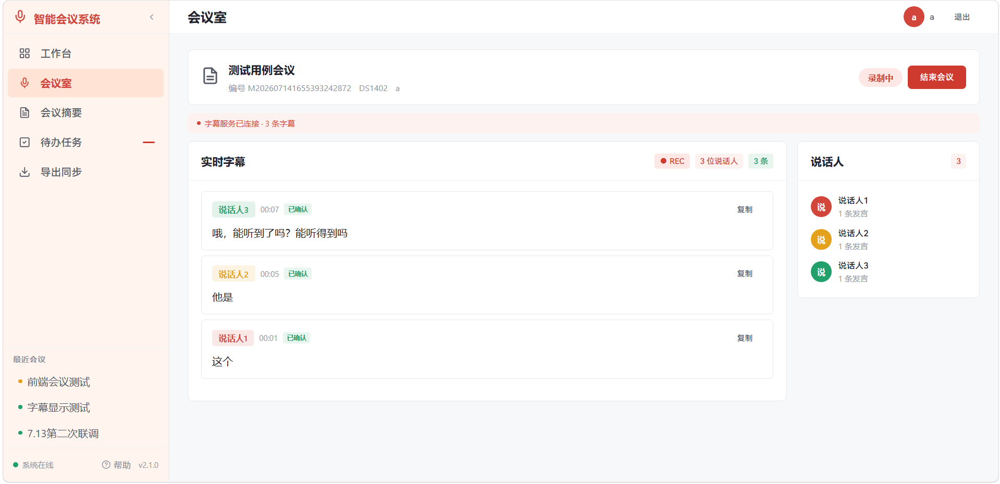 智能会议系统
工作台
会议室
会议摘要
待办任务
导出同步
最近会议
前端会议测试
字幕显示测试
7.13第二次联调
系统在线 帮助 v2.1.0
会议室
a a 退出
测试用例会议
编号 M202607141655393242872 DS1402 a
录制中 结束会议
字幕服务已连接 · 3 条字幕
实时字幕
REC 3 位说话人 3 条
说话人3 00:07 已确认 复制
哦，能听到了吗？能听得到吗
说话人2 00:05 已确认 复制
他是
说话人1 00:01 已确认 复制
这个
说话人 3
说 说话人1
1 条发言
说 说话人2
1 条发言
说 说话人3
1 条发言